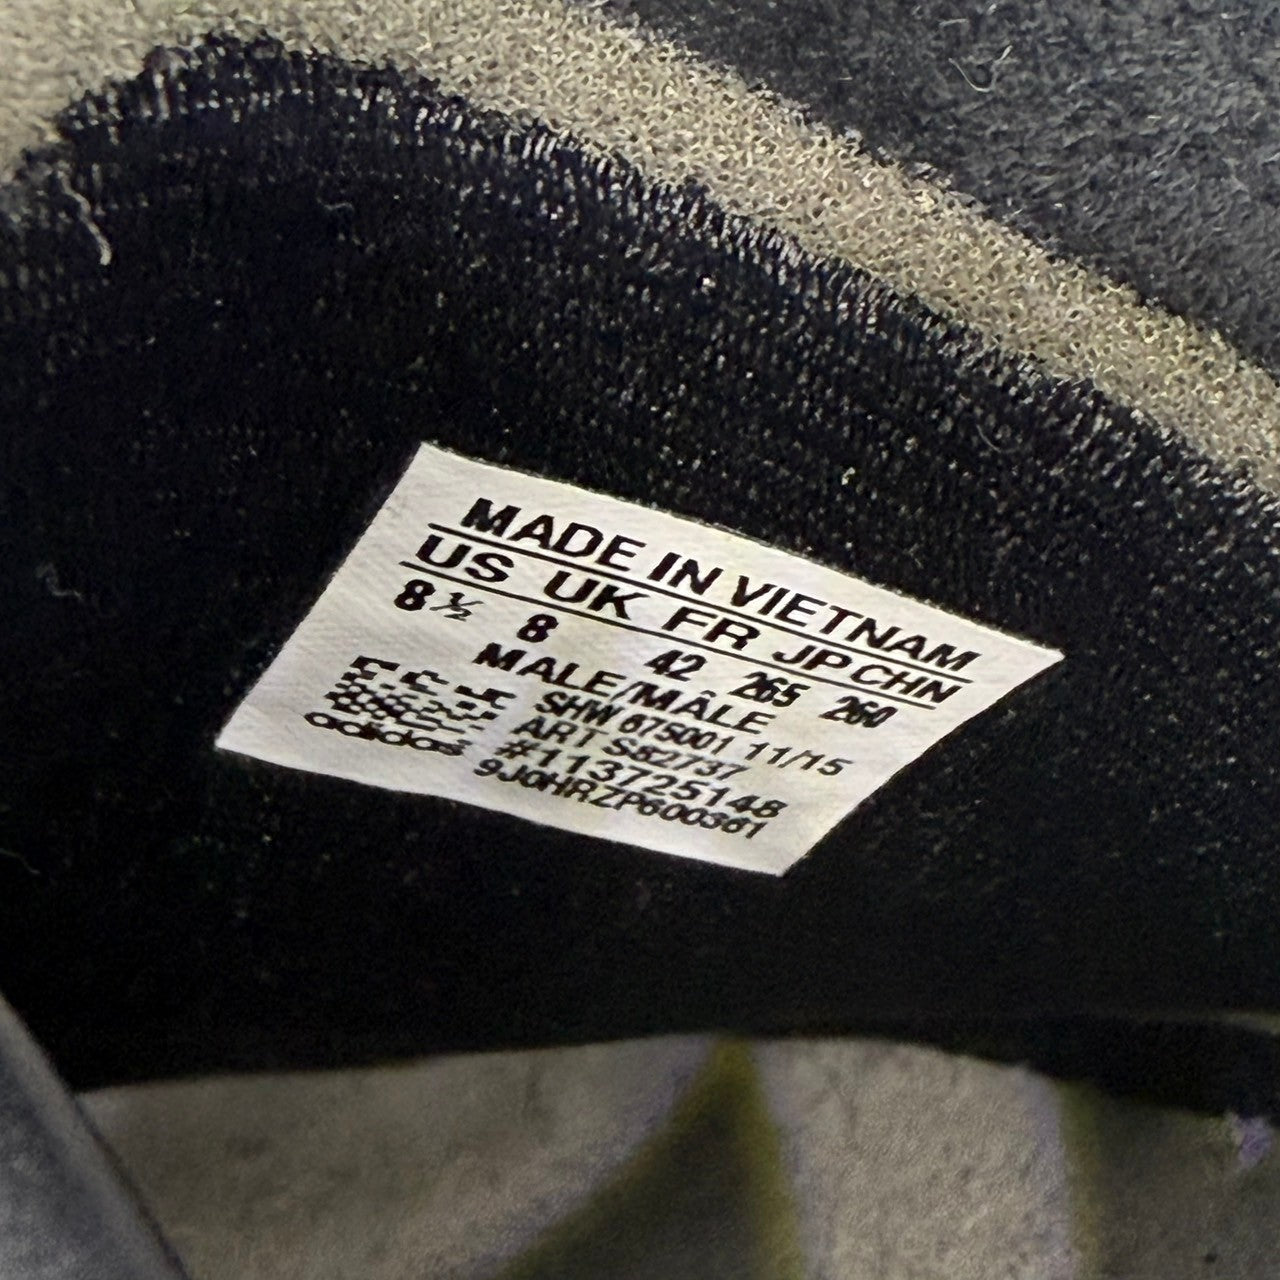 MADE IN VIETNAM
US UK FR JP CHN
8½ 8 42 265 260
MALE/MÂLE
SHW 675001 11/15
ART S82737
#113725148
9J0HRZP600361
adidas